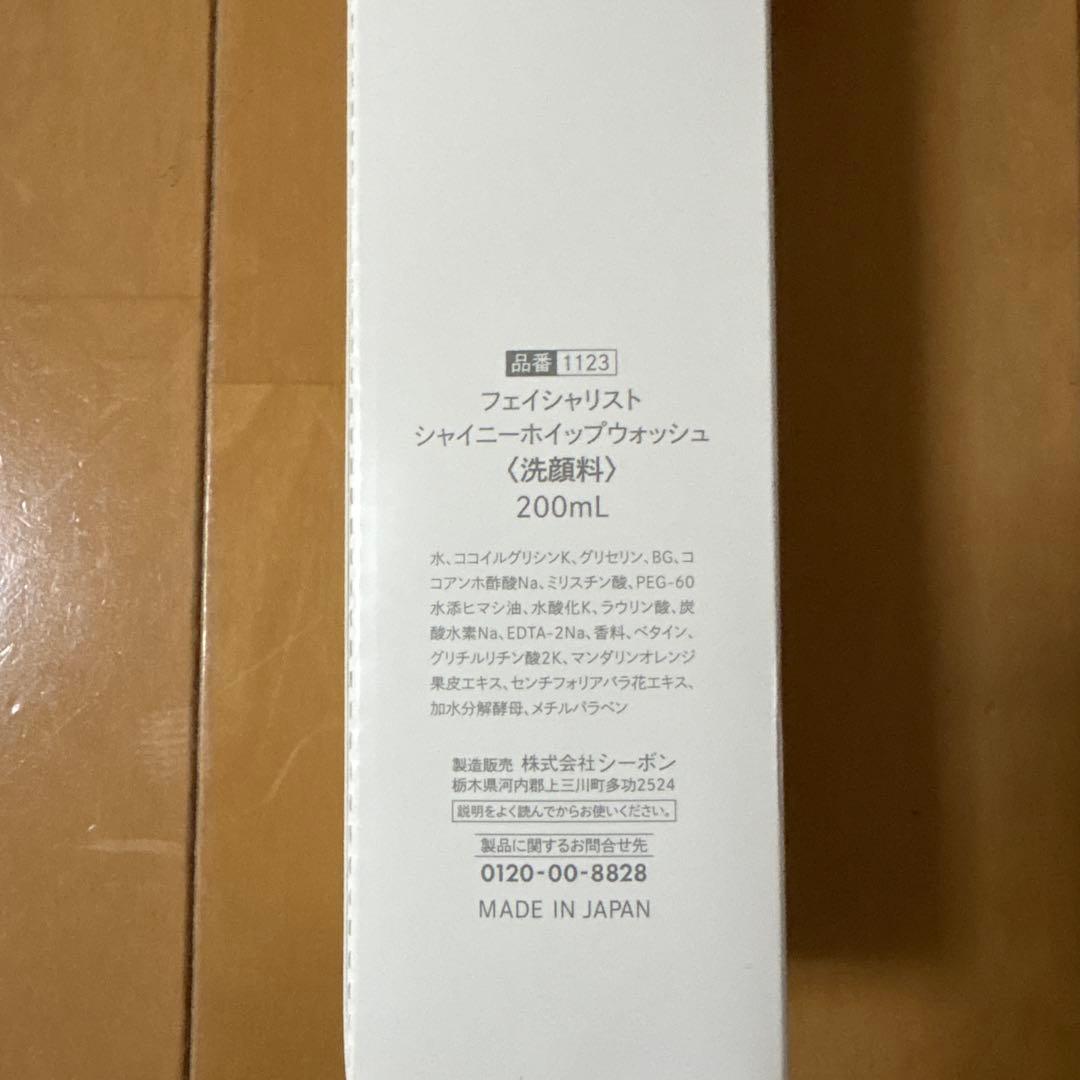 品番 1123
フェイシャリスト
シャイニーホイップウォッシュ
〈洗顔料〉
200mL
水、ココイルグリシンK、グリセリン、BG、コ
コアンホ酢酸Na、ミリスチン酸、PEG-60
水添ヒマシ油、水酸化K、ラウリン酸、炭
酸水素Na、EDTA-2Na、香料、ベタイン、
グリチルリチン酸2K、マンダリンオレンジ
果皮エキス、センチフォリアバラ花エキス、
加水分解酵母、メチルパラベン
製造販売 株式会社シーボン
栃木県河内郡上三川町多功2524
説明をよく読んでからお使いください。
製品に関するお問合せ先
0120-00-8828
MADE IN JAPAN